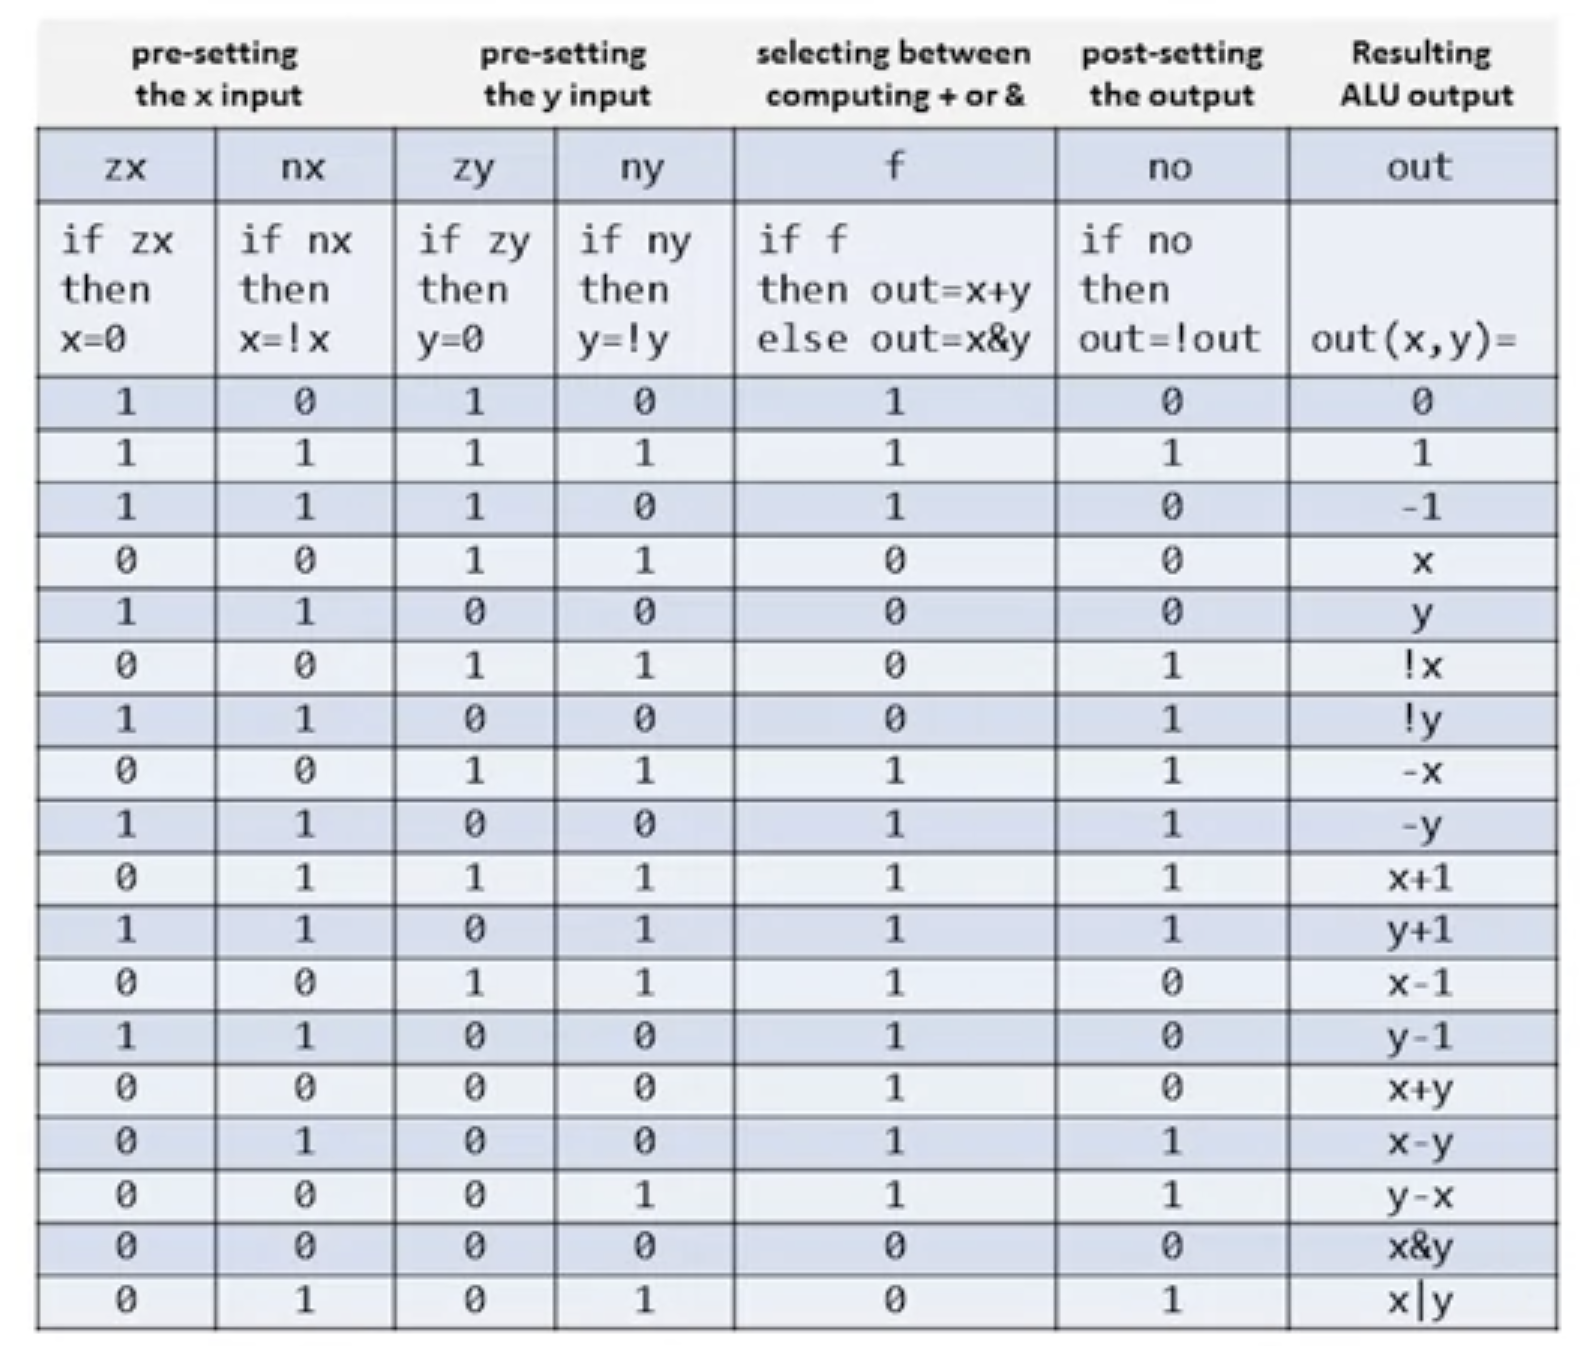 pre-setting the x input pre-setting the y input selecting between computing + or & post-setting the output Resulting ALU output
zx nx zy ny f no out
if zx then x=0 if nx then x=!x if zy then y=0 if ny then y=!y if f then out=x+y else out=x&y if no then out=!out out(x,y)=
1 0 1 0 1 0 0
1 1 1 1 1 1 1
1 1 1 0 1 0 -1
0 0 1 1 0 0 x
1 1 0 0 0 0 y
0 0 1 1 0 1 !x
1 1 0 0 0 1 !y
0 0 1 1 1 1 -x
1 1 0 0 1 1 -y
0 1 1 1 1 1 x+1
1 1 0 1 1 1 y+1
0 0 1 1 1 0 x-1
1 1 0 0 1 0 y-1
0 0 0 0 1 0 x+y
0 1 0 0 1 1 x-y
0 0 0 1 1 1 y-x
0 0 0 0 0 0 x&y
0 1 0 1 0 1 x|y